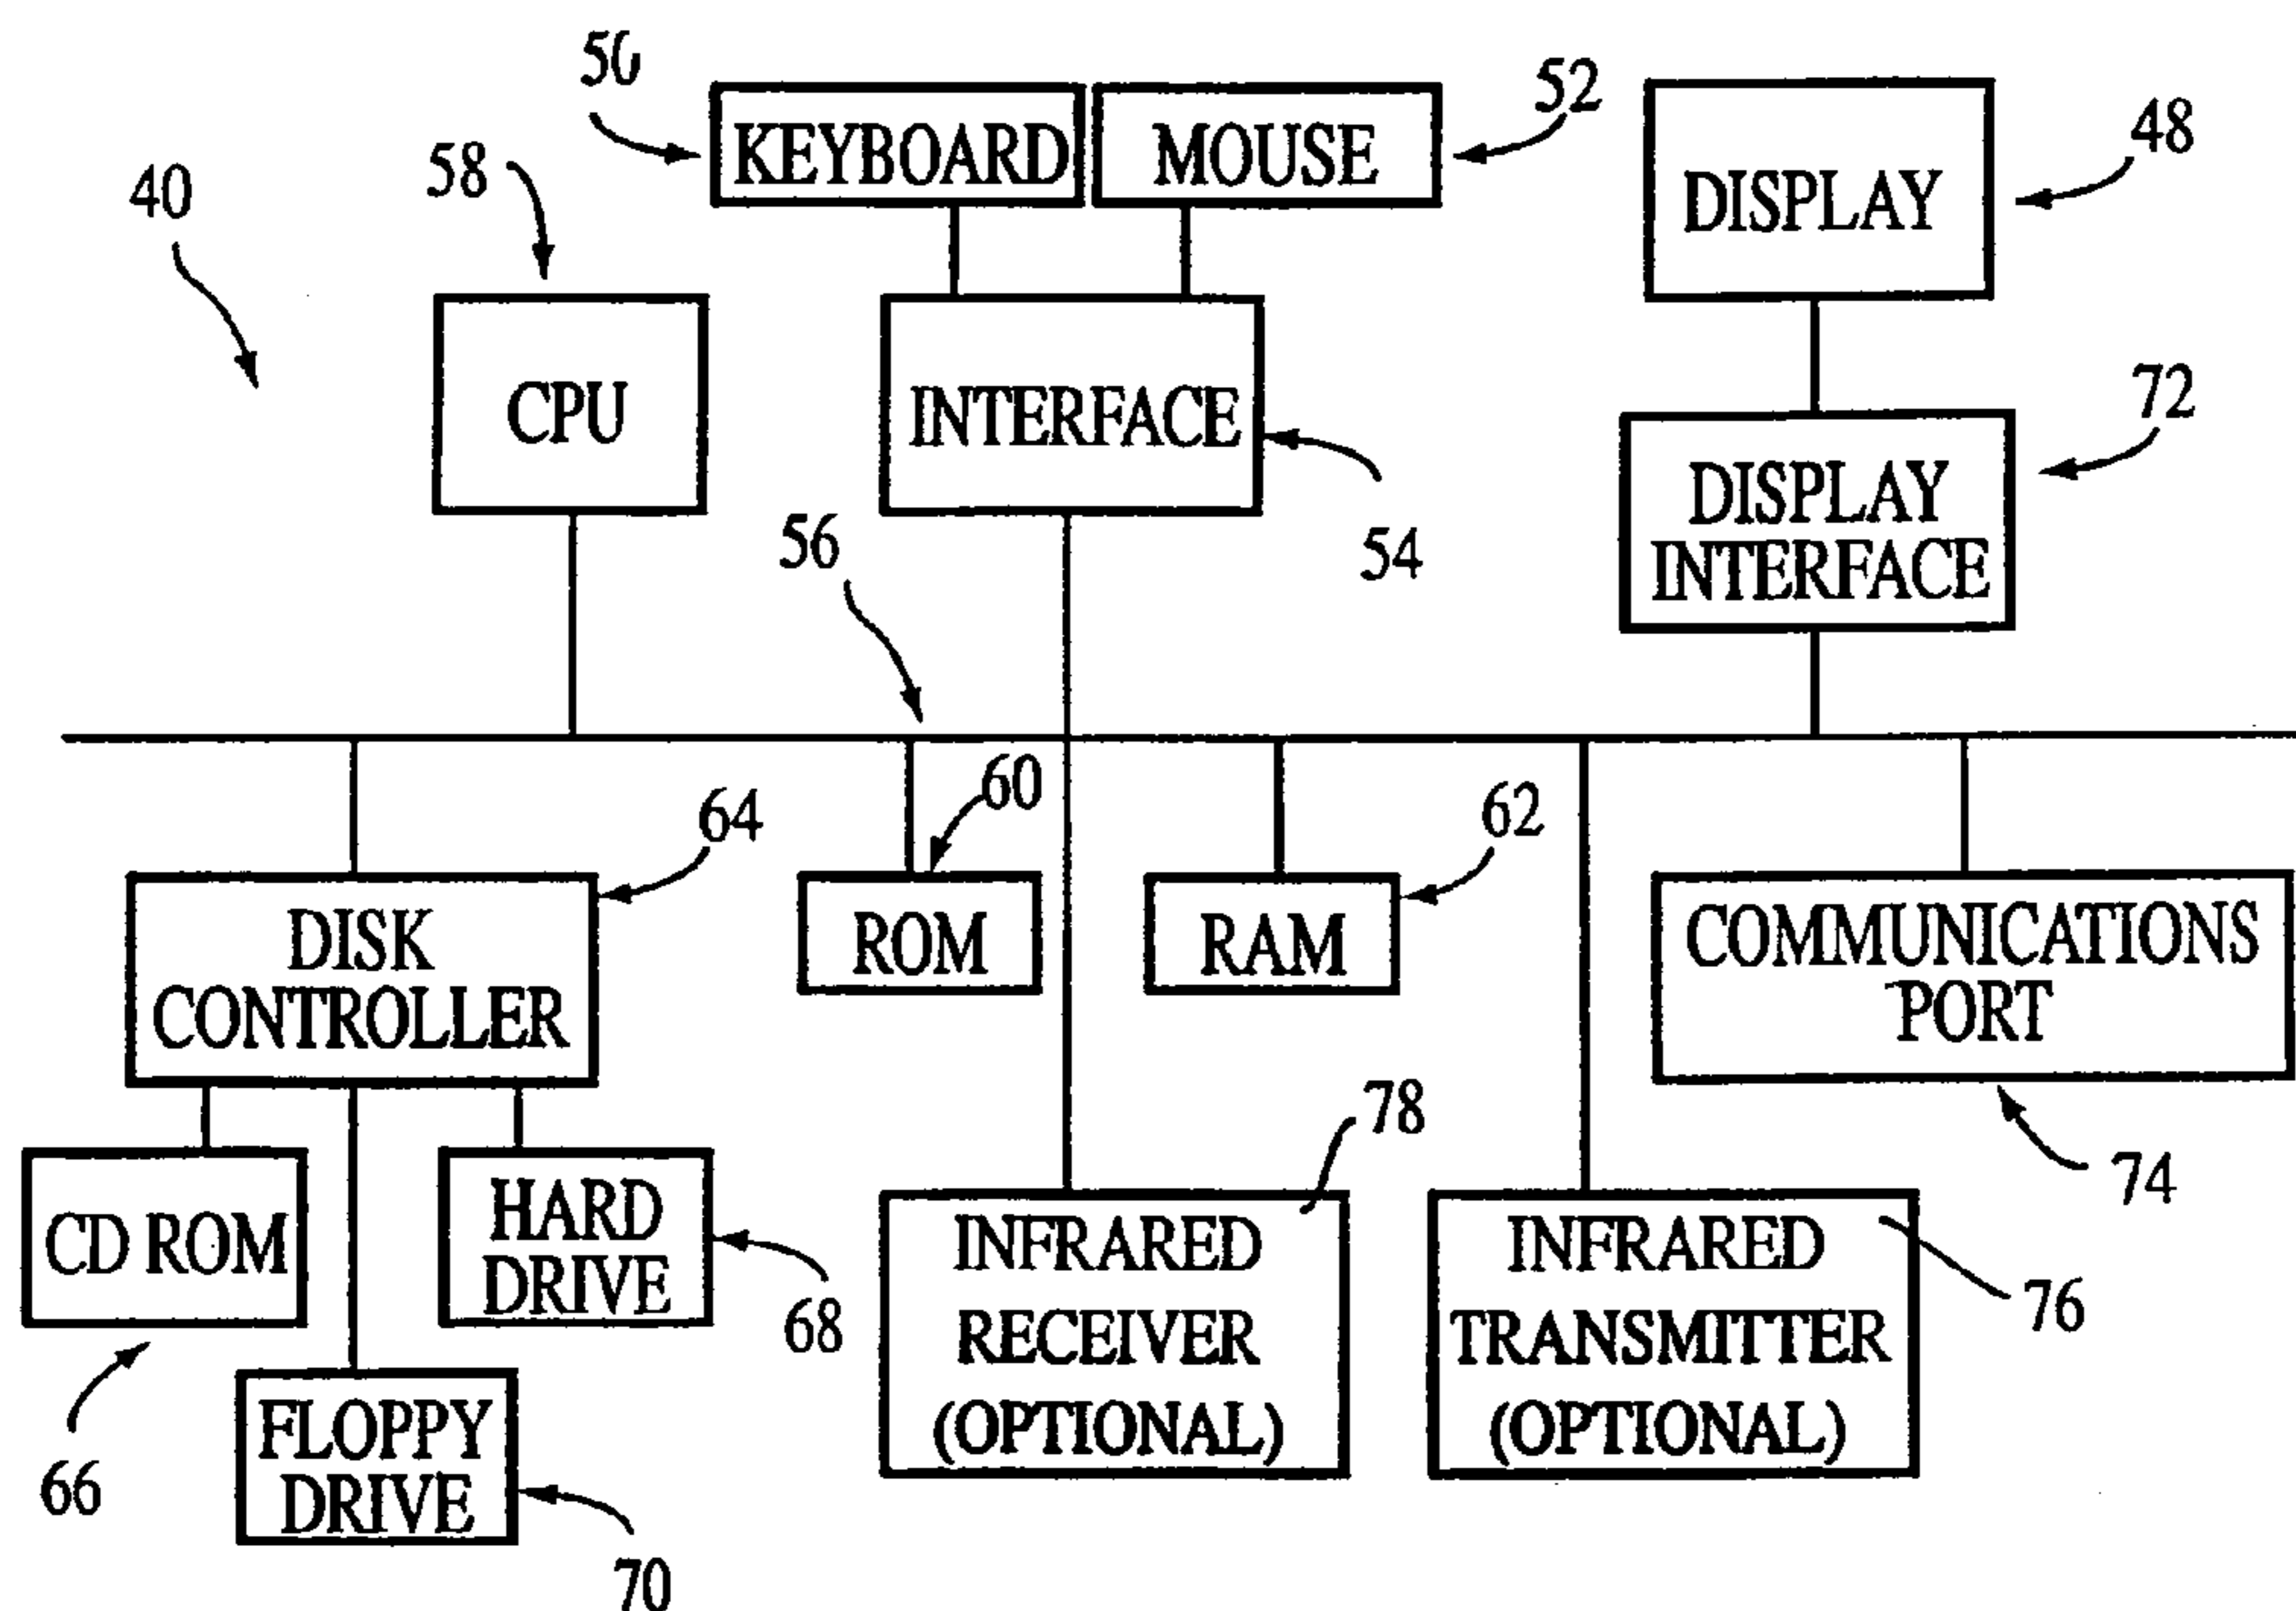 50
KEYBOARD
MOUSE
52
DISPLAY
48
40
58
CPU
INTERFACE
54
DISPLAY
INTERFACE
72
56
64
DISK
CONTROLLER
60
ROM
62
RAM
COMMUNICATIONS
PORT
74
CD ROM
66
HARD
DRIVE
68
FLOPPY
DRIVE
70
78
INFRARED
RECEIVER
(OPTIONAL)
INFRARED
TRANSMITTER
(OPTIONAL)
76